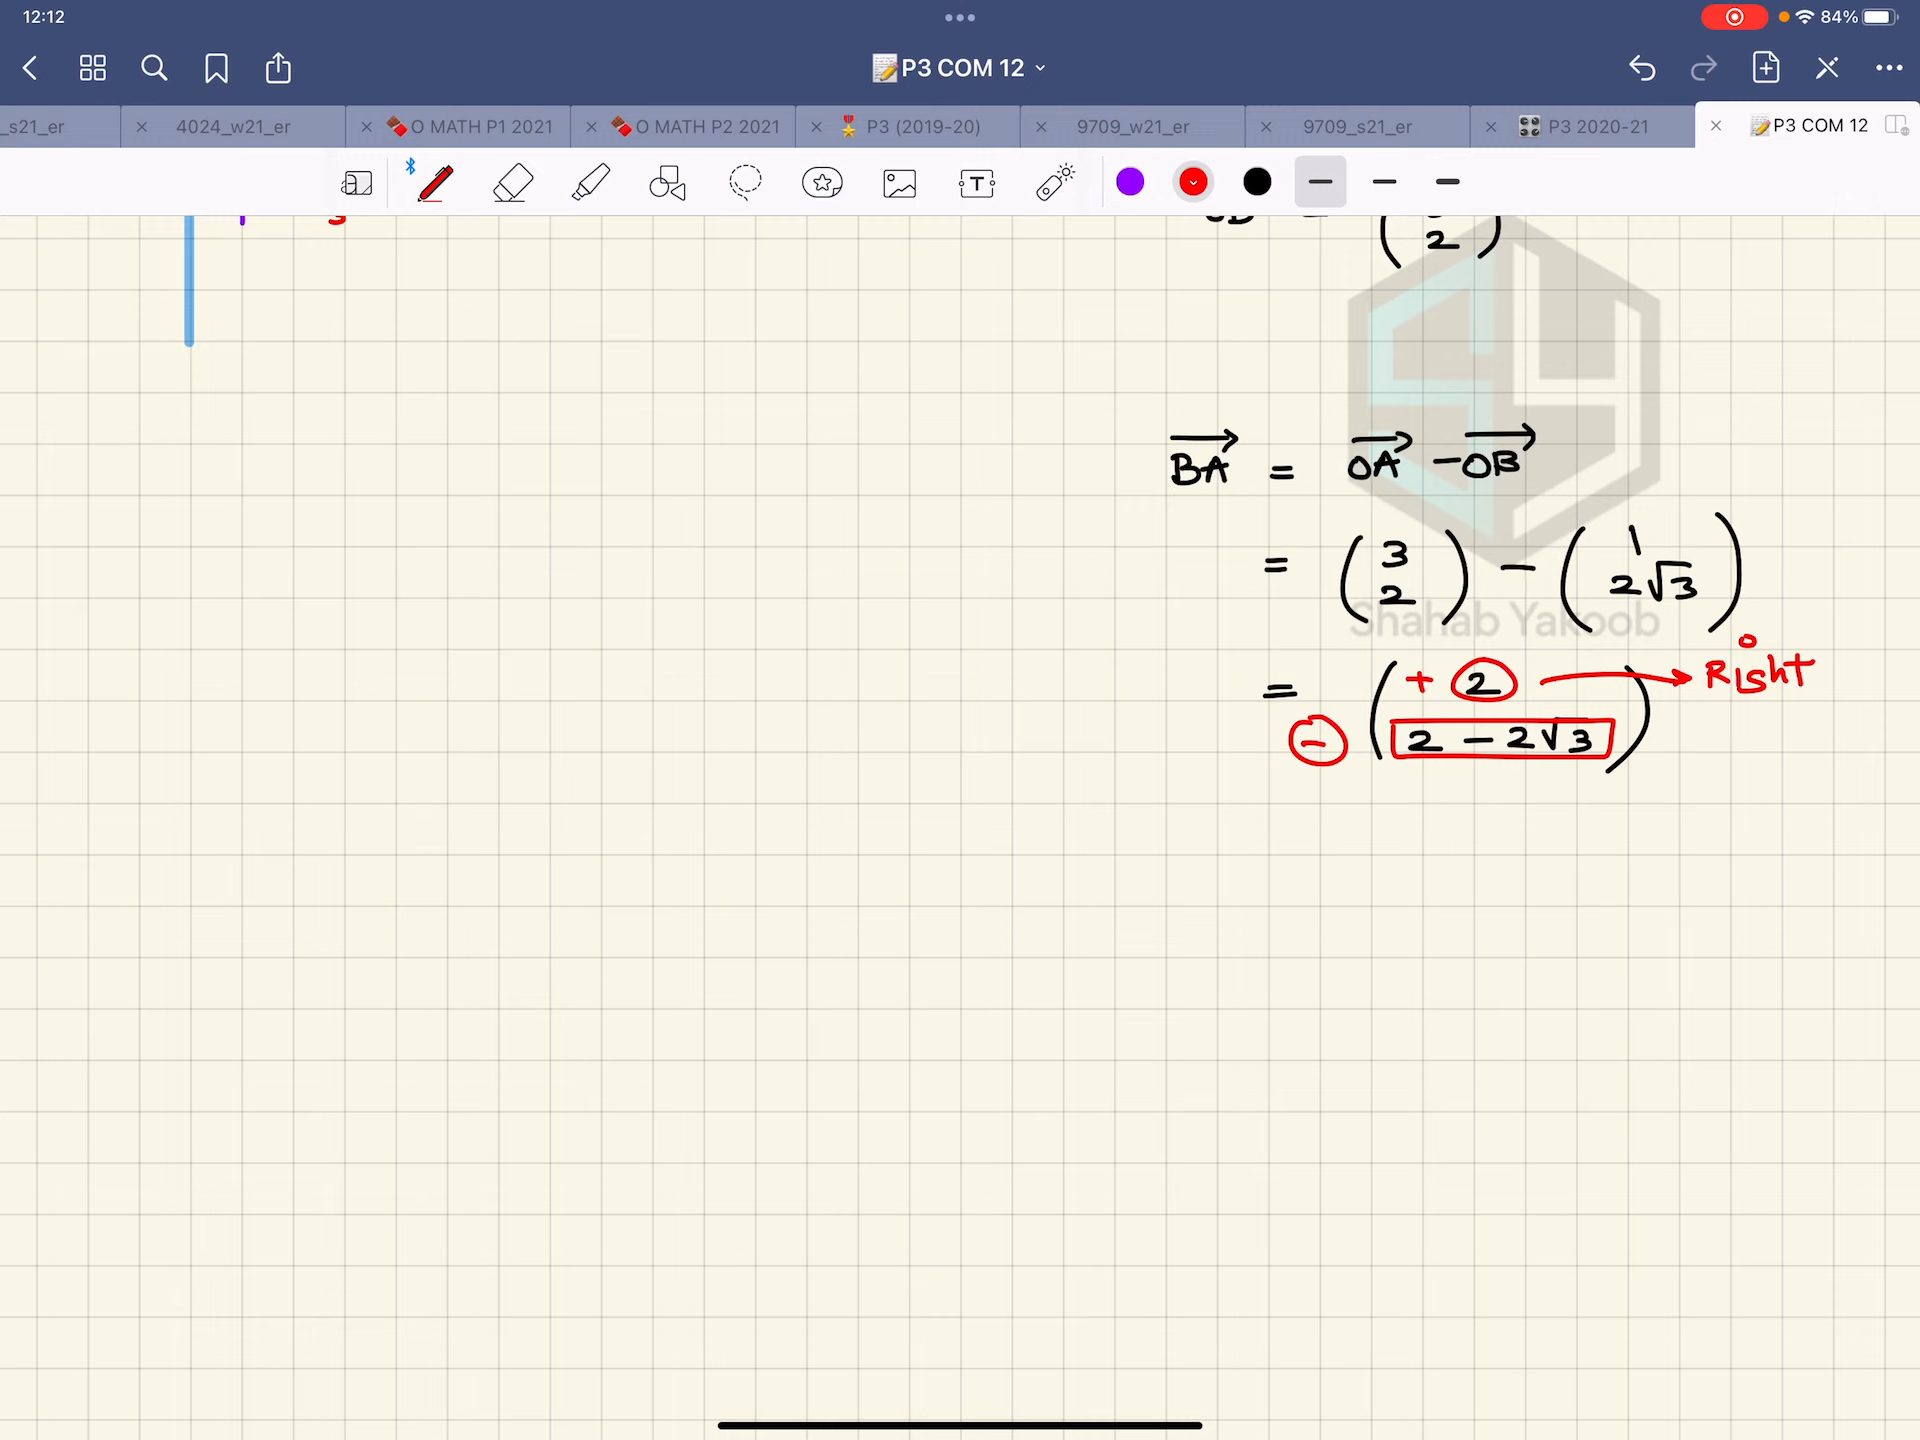 12:12
84%
P3 COM 12
_s21_er
4024_w21_er
O MATH P1 2021
O MATH P2 2021
P3 (2019-20)
9709_w21_er
9709_s21_er
P3 2020-21
P3 COM 12
2
BA = OA - OB
= (3 2) - (1 2√3)
Shahab Yakoob
= (+ 2 2 - 2√3) → Right
-